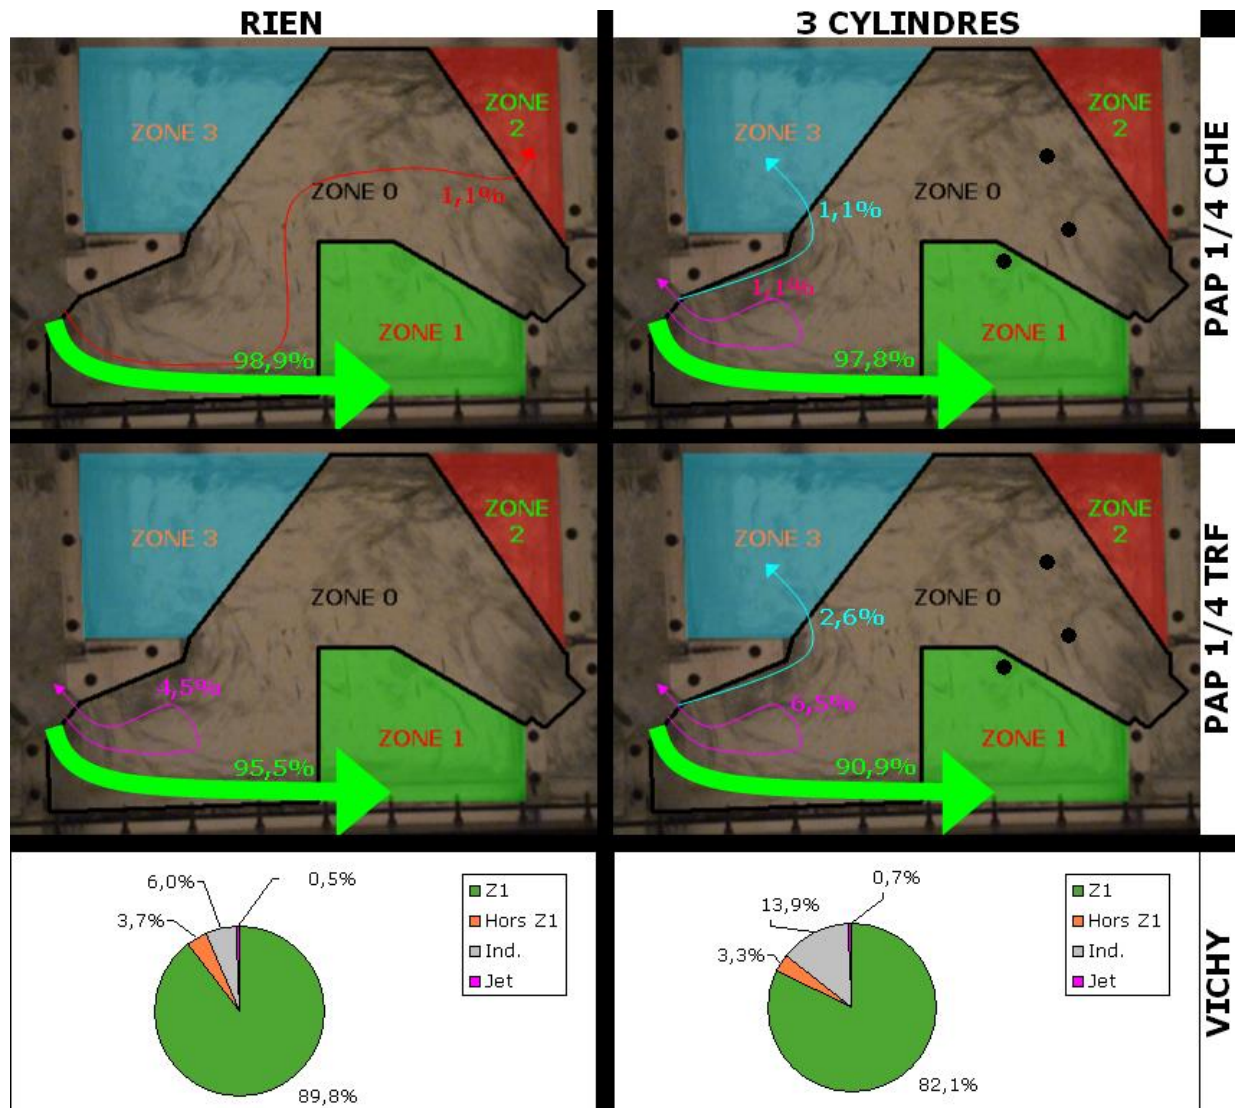 RIEN
3 CYLINDRES
ZONE 3
ZONE
2
ZONE 0
1,1%
ZONE 1
98,9%
ZONE 3
ZONE
2
ZONE 0
1,1%
1,1%
ZONE 1
97,8%
PAP 1/4 CHE
ZONE 3
ZONE
2
ZONE 0
4,5%
ZONE 1
95,5%
ZONE 3
ZONE
2
ZONE 0
2,6%
6,5%
ZONE 1
90,9%
PAP 1/4 TRF
6,0%
0,5%
3,7%
89,8%
Z1
Hors Z1
Ind.
Jet
0,7%
13,9%
3,3%
82,1%
Z1
Hors Z1
Ind.
Jet
VICHY